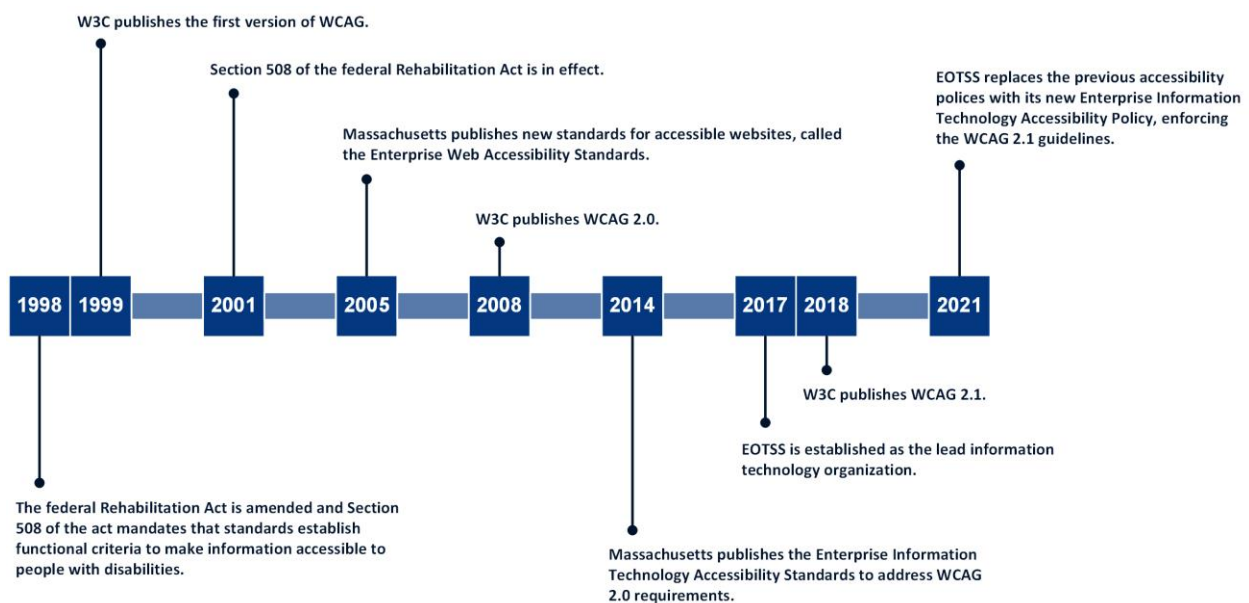 W3C publishes the first version of WCAG.
Section 508 of the federal Rehabilitation Act is in effect.
EOTSS replaces the previous accessibility
polices with its new Enterprise Information
Technology Accessibility Policy, enforcing
the WCAG 2.1 guidelines.
Massachusetts publishes new standards for accessible websites, called
the Enterprise Web Accessibility Standards.
W3C publishes WCAG 2.0.
1998
1999
2001
2005
2008
2014
2017
2018
2021
W3C publishes WCAG 2.1.
EOTSS is established as the lead information
technology organization.
The federal Rehabilitation Act is amended and Section
508 of the act mandates that standards establish
functional criteria to make information accessible to
people with disabilities.
Massachusetts publishes the Enterprise Information
Technology Accessibility Standards to address WCAG
2.0 requirements.